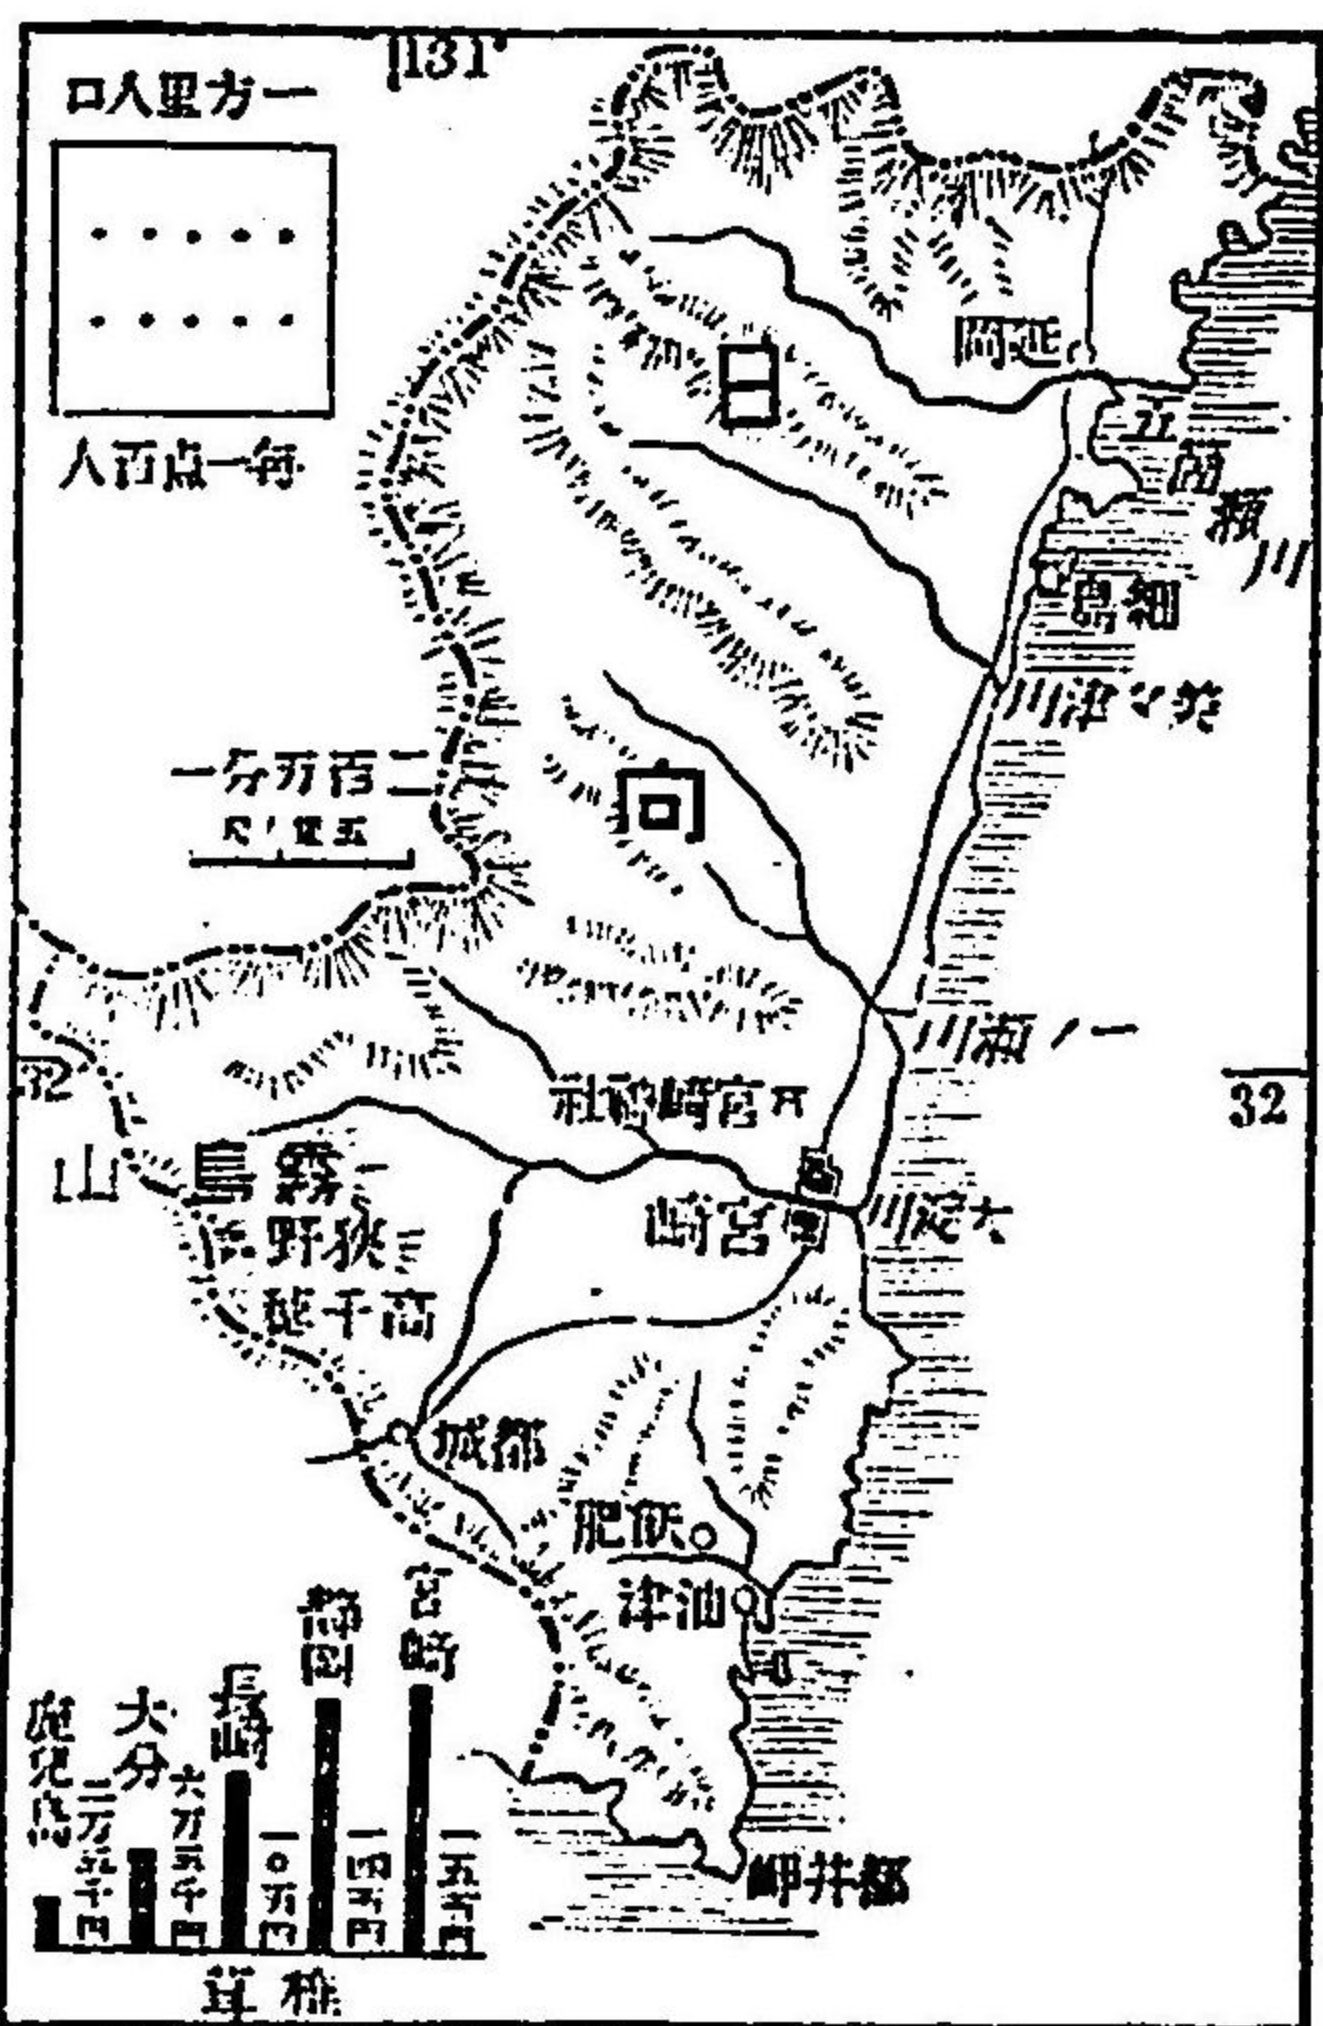 131°
一方里人口
毎一点百人
日向
延岡
五箇瀬川
細島
美々津川
二百万分一
一ノ瀬川
32
32
宮崎神社
霧島山
狭野
高千穂
宮崎
大淀川
都城
飫肥
油津
都井岬
宮崎
一五万円
静岡
一四万円
長崎
一〇万円
大分
六万五千円
鹿児島
二万五千円
椎茸